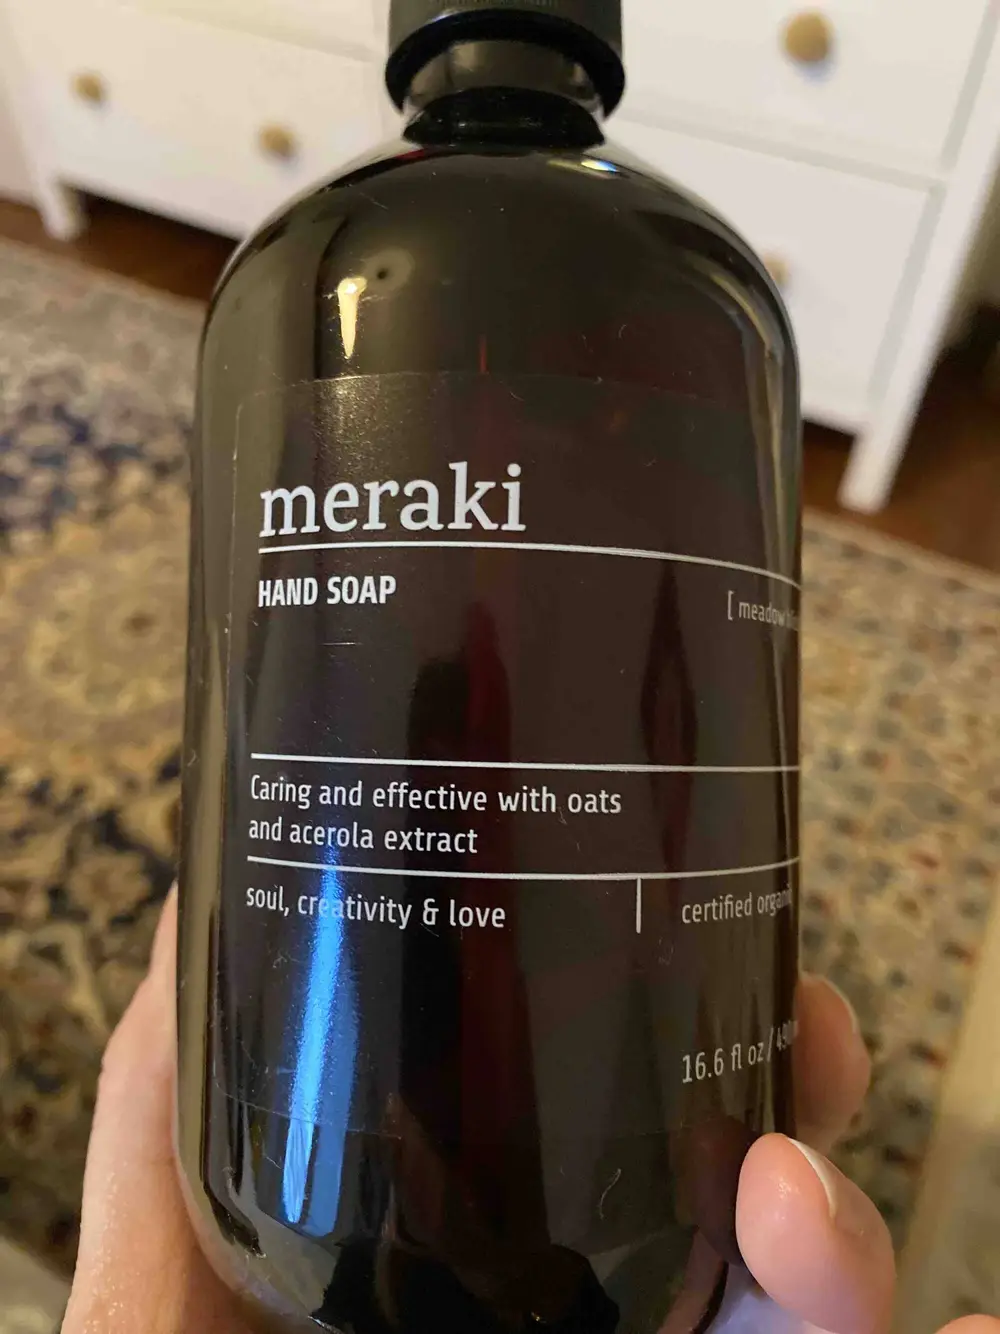 meraki
HAND SOAP
[ meadow
Caring and effective with oats
and acerola extract
soul, creativity & love
certified organic
16.6 fl oz /